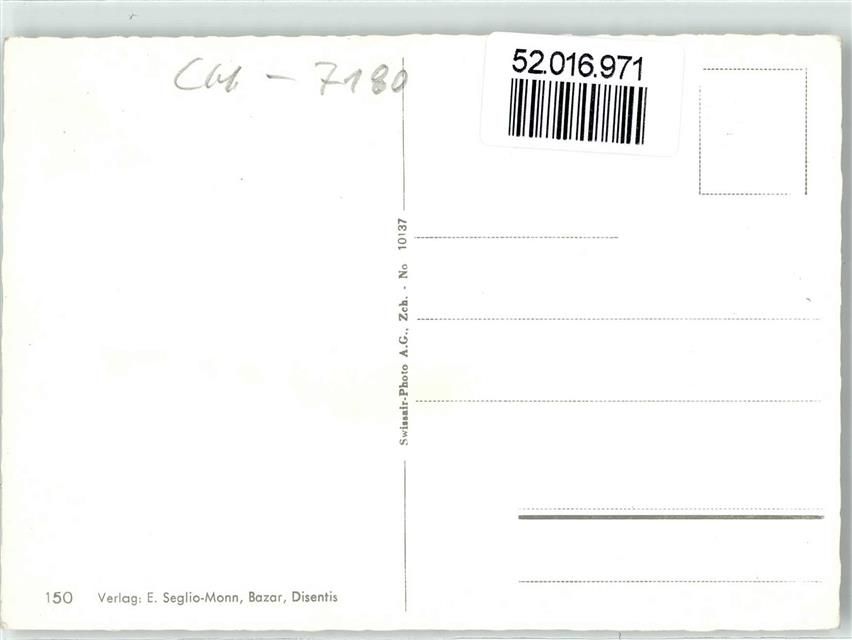 CH - 7180
52.016.971
Swissair-Photo A.G., Zch. - No 10137
150 Verlag: E. Seglio-Monn, Bazar, Disentis